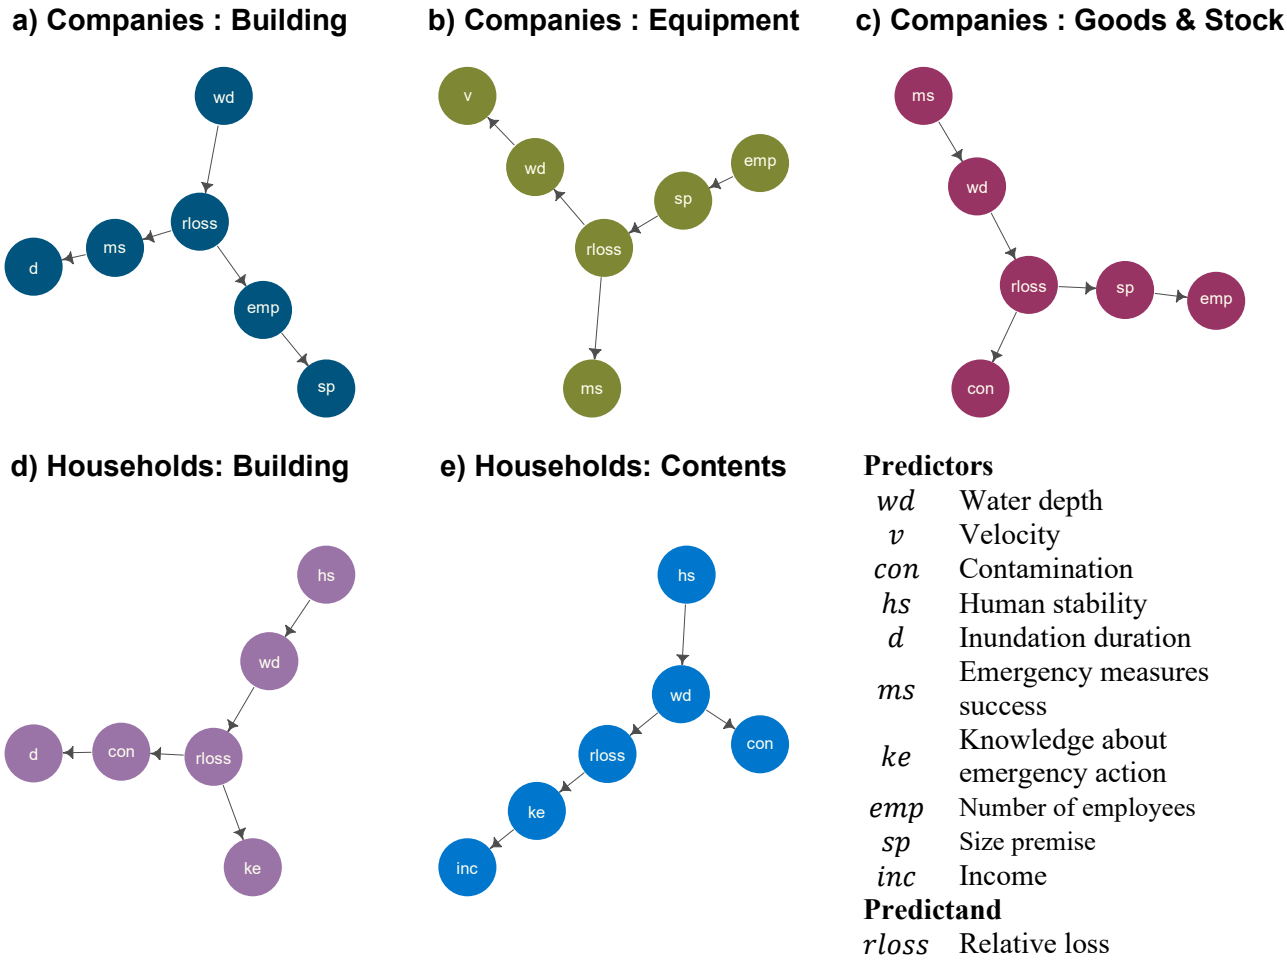 a) Companies : Building
b) Companies : Equipment
c) Companies : Goods & Stock
wd
rloss
ms
d
emp
sp
v
wd
emp
sp
rloss
ms
ms
wd
rloss
sp
emp
con
d) Households: Building
e) Households: Contents
hs
wd
rloss
con
d
ke
hs
wd
con
rloss
ke
inc
Predictors
wd Water depth
v Velocity
con Contamination
hs Human stability
d Inundation duration
ms Emergency measures
success
ke Knowledge about
emergency action
emp Number of employees
sp Size premise
inc Income
Predictand
rloss Relative loss